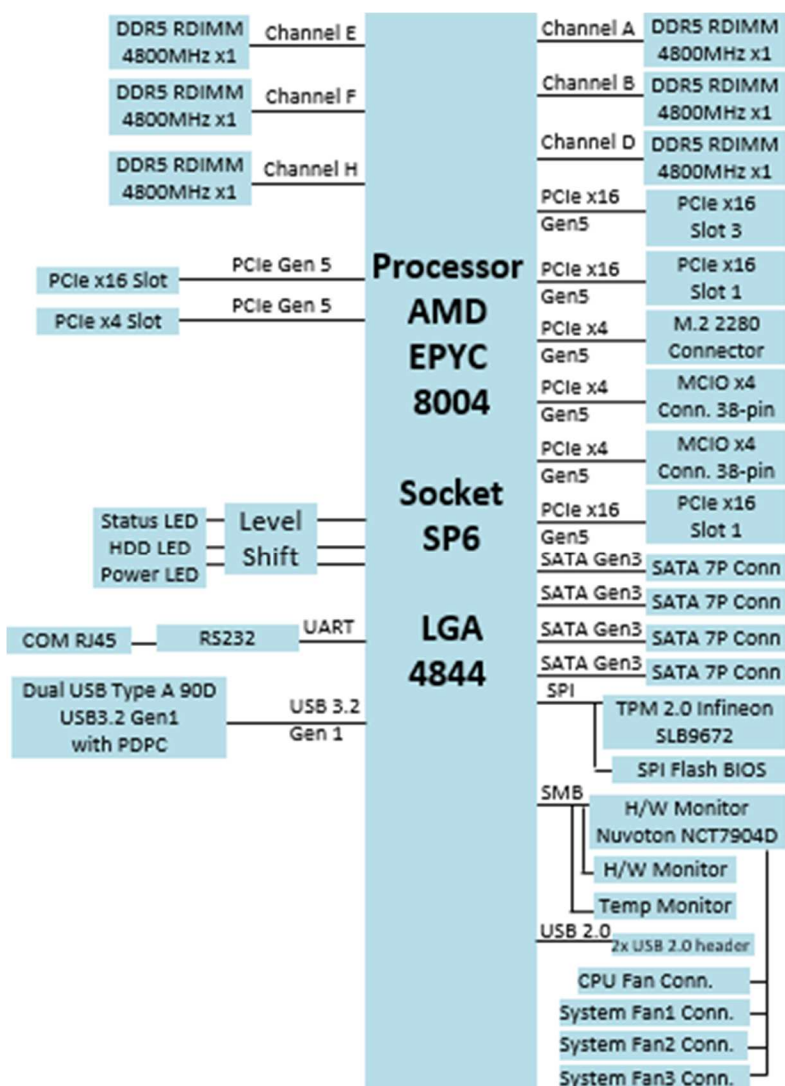 DDR5 RDIMM
4800MHz x1
Channel E
DDR5 RDIMM
4800MHz x1
Channel F
DDR5 RDIMM
4800MHz x1
Channel H
PCIe x16 Slot
PCIe Gen 5
PCIe x4 Slot
PCIe Gen 5
Status LED
HDD LED
Power LED
Level
Shift
COM RJ45
RS232
UART
Dual USB Type A 90D
USB3.2 Gen1
with PDPC
USB 3.2
Gen 1
Processor
AMD
EPYC
8004
Socket
SP6
LGA
4844
Channel A
DDR5 RDIMM
4800MHz x1
Channel B
DDR5 RDIMM
4800MHz x1
Channel D
DDR5 RDIMM
4800MHz x1
PCIe x16
Gen5
PCIe x16
Slot 3
PCIe x16
Gen5
PCIe x16
Slot 1
PCIe x4
Gen5
M.2 2280
Connector
PCIe x4
Gen5
MCIO x4
Conn. 38-pin
PCIe x4
Gen5
MCIO x4
Conn. 38-pin
PCIe x16
Gen5
PCIe x16
Slot 1
SATA Gen3
SATA 7P Conn
SATA Gen3
SATA 7P Conn
SATA Gen3
SATA 7P Conn
SATA Gen3
SATA 7P Conn
SPI
TPM 2.0 Infineon
SLB9672
SPI Flash BIOS
SMB
H/W Monitor
Nuvoton NCT7904D
H/W Monitor
Temp Monitor
USB 2.0
2x USB 2.0 header
CPU Fan Conn.
System Fan1 Conn.
System Fan2 Conn.
System Fan3 Conn.